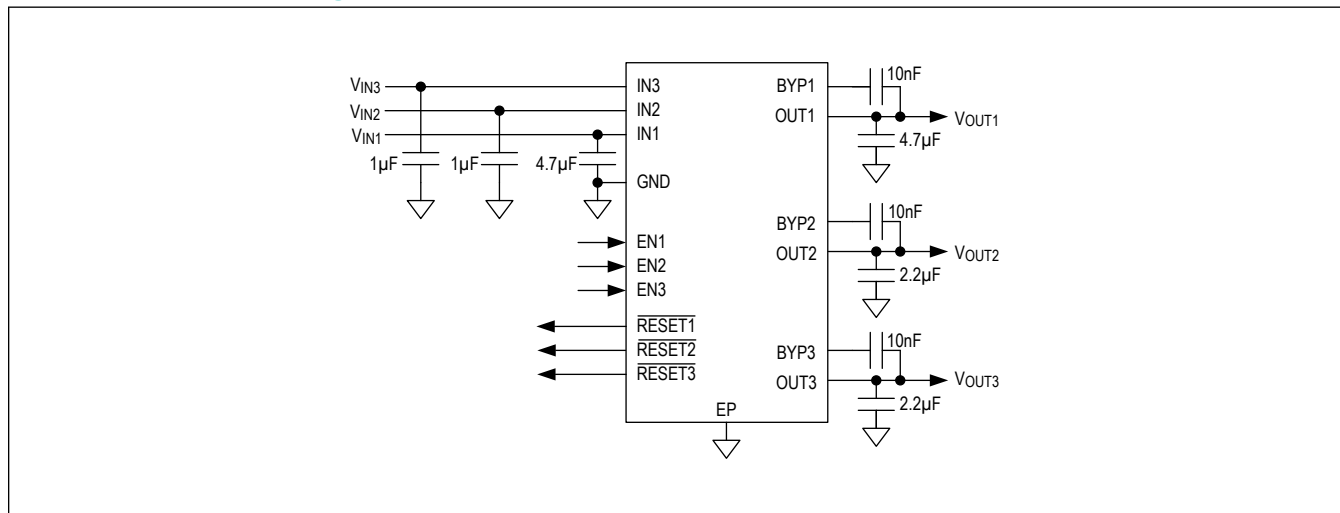 VIN3
VIN2
VIN1
1µF
1µF
4.7µF
IN3
IN2
IN1
GND
EN1
EN2
EN3
RESET1
RESET2
RESET3
EP
BYP1
OUT1
BYP2
OUT2
BYP3
OUT3
10nF
VOUT1
4.7µF
10nF
VOUT2
2.2µF
10nF
VOUT3
2.2µF